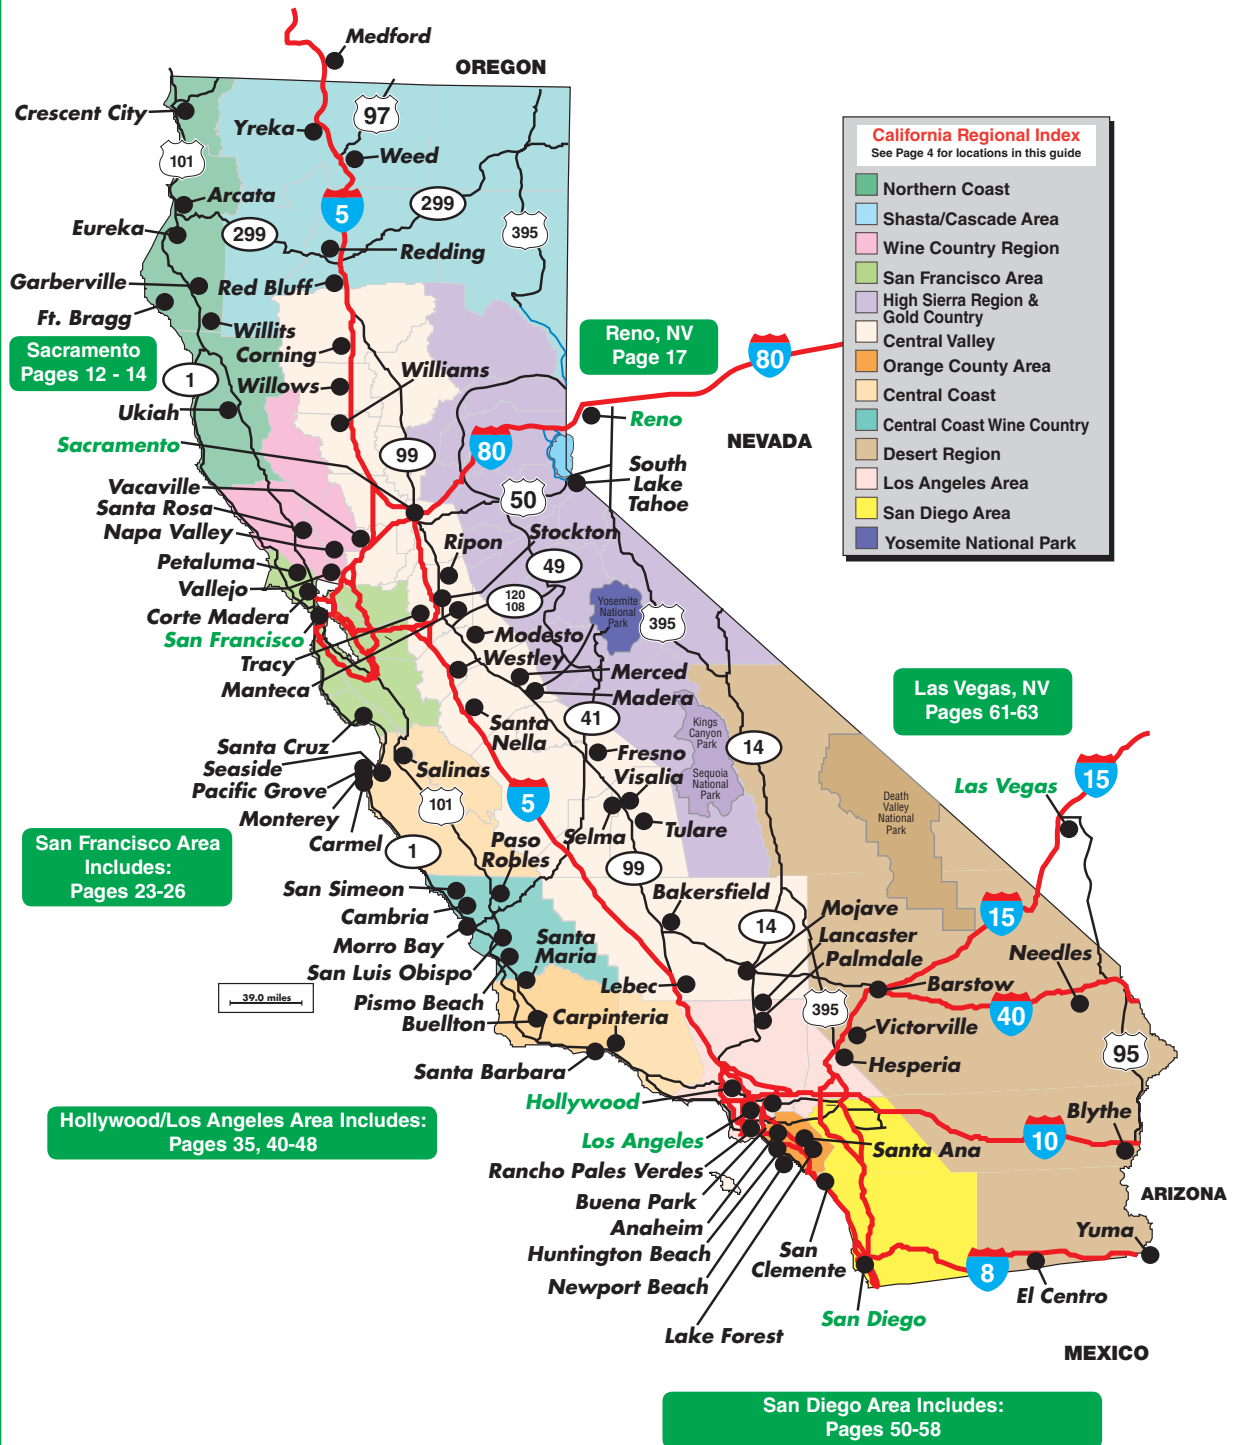 Medford
OREGON
Crescent City
97
Yreka
101
Weed
California Regional Index
See Page 4 for locations in this guide
Northern Coast
Shasta/Cascade Area
Wine Country Region
San Francisco Area
High Sierra Region &
Gold Country
Central Valley
Orange County Area
Central Coast
Central Coast Wine Country
Desert Region
Los Angeles Area
San Diego Area
Yosemite National Park
Arcata
5
299
Eureka
299
395
Redding
Garberville
Red Bluff
Ft. Bragg
Willits
Reno, NV
Page 17
Sacramento
Pages 12 - 14
Corning
80
1
Willows
Williams
Ukiah
Reno
Sacramento
99
80
NEVADA
South
Lake
Tahoe
Vacaville
50
Santa Rosa
Napa Valley
Stockton
Ripon
Petaluma
49
Vallejo
120
108
Yosemite
National
Park
395
Corte Madera
San Francisco
Modesto
Tracy
Westley
Merced
Manteca
Madera
Las Vegas, NV
Pages 61-63
41
Kings
Canyon
Park
14
Santa
Nella
Santa Cruz
Fresno
Seaside
Salinas
Visalia
Sequoia
National
Park
15
Pacific Grove
101
5
Las Vegas
Death
Valley
National
Park
Monterey
Selma
Tulare
Carmel
1
Paso
Robles
San Francisco Area
Includes:
Pages 23-26
99
San Simeon
Bakersfield
Cambria
14
Mojave
15
Morro Bay
Santa
Maria
Lancaster
Needles
San Luis Obispo
Palmdale
Lebec
Barstow
39.0 miles
Pismo Beach
395
40
Buellton
Carpinteria
Victorville
95
Santa Barbara
Hesperia
Hollywood
Blythe
Hollywood/Los Angeles Area Includes:
Pages 35, 40-48
Los Angeles
10
Santa Ana
Rancho Pales Verdes
Buena Park
ARIZONA
Anaheim
Yuma
Huntington Beach
San
Clemente
Newport Beach
8
El Centro
San Diego
Lake Forest
MEXICO
San Diego Area Includes:
Pages 50-58